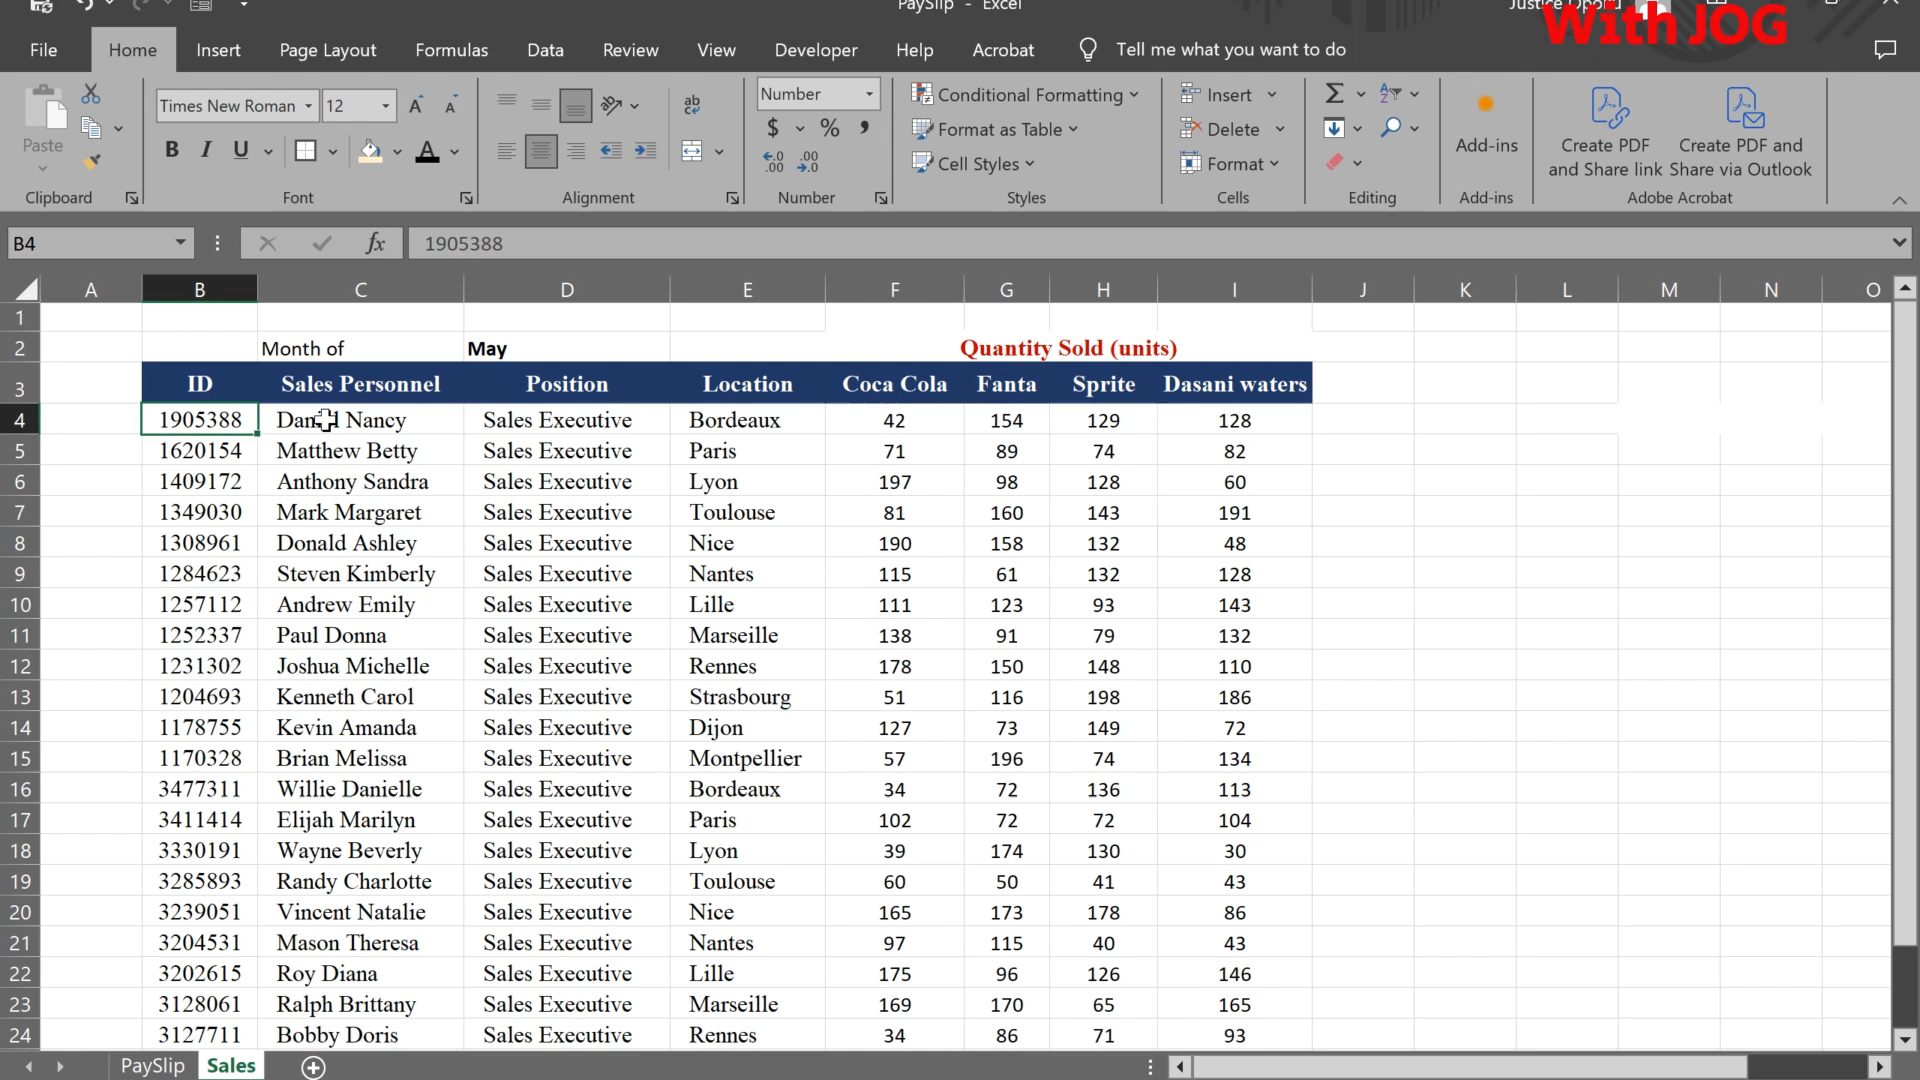 PaySlip - Excel
With JOG
File Home Insert Page Layout Formulas Data Review View Developer Help Acrobat Tell me what you want to do
Paste
Times New Roman 12
Number
Conditional Formatting
Format as Table
Cell Styles
Insert
Delete
Format
Add-ins
Create PDF and Share link
Create PDF and Share via Outlook
Clipboard Font Alignment Number Styles Cells Editing Add-ins Adobe Acrobat
B4 fx 1905388
A B C D E F G H I J K L M N O
1
2 Month of May Quantity Sold (units)
3 ID Sales Personnel Position Location Coca Cola Fanta Sprite Dasani waters
4 1905388 Nancy Sales Executive Bordeaux 42 154 129 128
5 1620154 Matthew Betty Sales Executive Paris 71 89 74 82
6 1409172 Anthony Sandra Sales Executive Lyon 197 98 128 60
7 1349030 Mark Margaret Sales Executive Toulouse 81 160 143 191
8 1308961 Donald Ashley Sales Executive Nice 190 158 132 48
9 1284623 Steven Kimberly Sales Executive Nantes 115 61 132 128
10 1257112 Andrew Emily Sales Executive Lille 111 123 93 143
11 1252337 Paul Donna Sales Executive Marseille 138 91 79 132
12 1231302 Joshua Michelle Sales Executive Rennes 178 150 148 110
13 1204693 Kenneth Carol Sales Executive Strasbourg 51 116 198 186
14 1178755 Kevin Amanda Sales Executive Dijon 127 73 149 72
15 1170328 Brian Melissa Sales Executive Montpellier 57 196 74 134
16 3477311 Willie Danielle Sales Executive Bordeaux 34 72 136 113
17 3411414 Elijah Marilyn Sales Executive Paris 102 72 72 104
18 3330191 Wayne Beverly Sales Executive Lyon 39 174 130 30
19 3285893 Randy Charlotte Sales Executive Toulouse 60 50 41 43
20 3239051 Vincent Natalie Sales Executive Nice 165 173 178 86
21 3204531 Mason Theresa Sales Executive Nantes 97 115 40 43
22 3202615 Roy Diana Sales Executive Lille 175 96 126 146
23 3128061 Ralph Brittany Sales Executive Marseille 169 170 65 165
24 3127711 Bobby Doris Sales Executive Rennes 34 86 71 93
PaySlip Sales